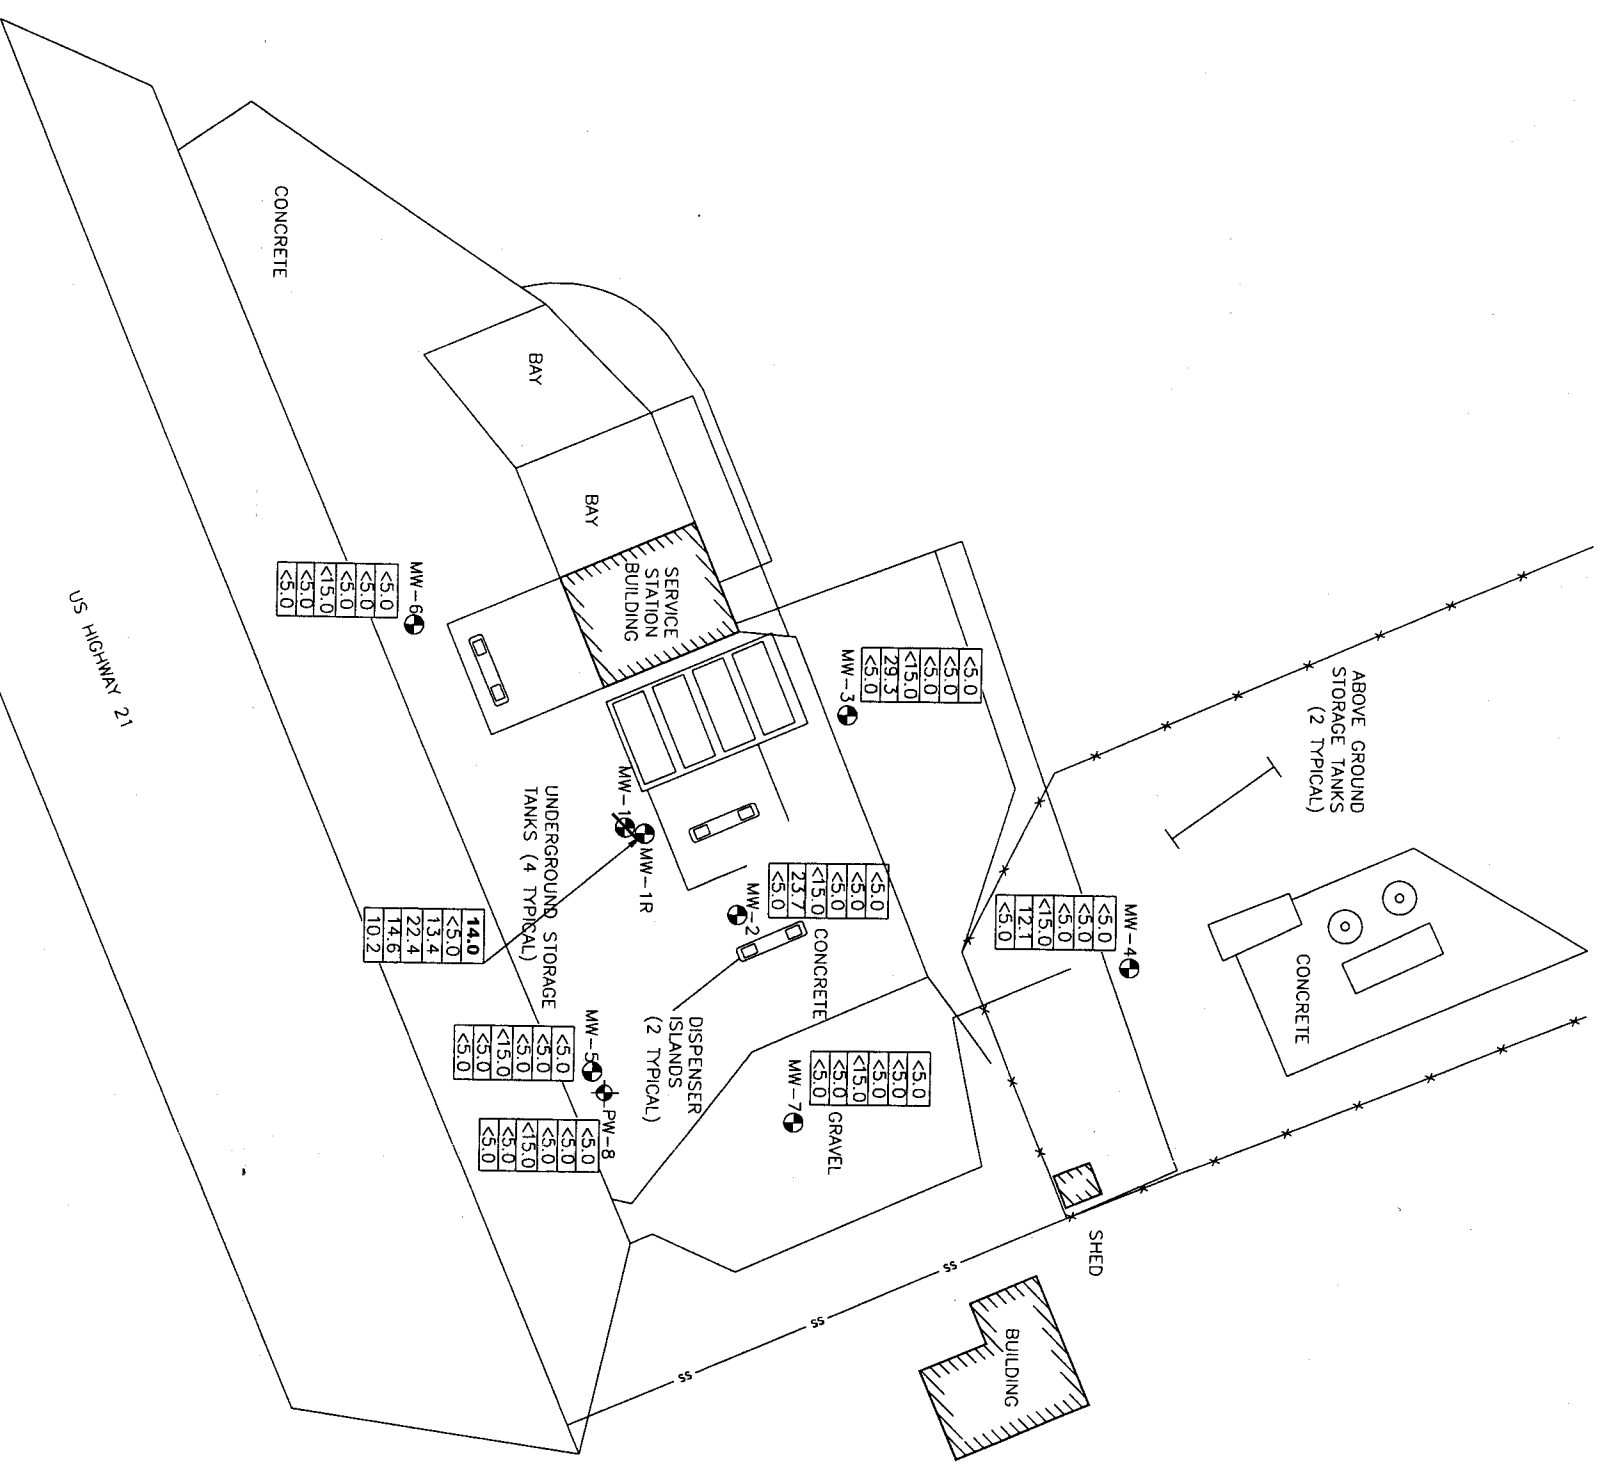 ABOVE GROUND
STORAGE TANKS
(2 TYPICAL)
CONCRETE
MW-4
<5.0
<5.0
<5.0
<15.0
12.1
<5.0
SHED
BUILDING
<5.0
<5.0
<5.0
<15.0
29.3
<5.0
MW-3
<5.0
<5.0
<5.0
<15.0
23.7
<5.0
MW-2
CONCRETE
<5.0
<5.0
<5.0
<15.0
<5.0
<5.0
MW-7
GRAVEL
DISPENSER
ISLANDS
(2 TYPICAL)
SERVICE
STATION
BUILDING
BAY
BAY
MW-1
MW-1R
UNDERGROUND STORAGE
TANKS (4 TYPICAL)
14.0
<5.0
13.4
22.4
14.6
10.2
MW-5
<5.0
<5.0
<5.0
<15.0
<5.0
<5.0
PW-8
<5.0
<5.0
<5.0
<15.0
<5.0
<5.0
MW-6
<5.0
<5.0
<5.0
<15.0
<5.0
<5.0
CONCRETE
US HIGHWAY 21
SS
SS
SS